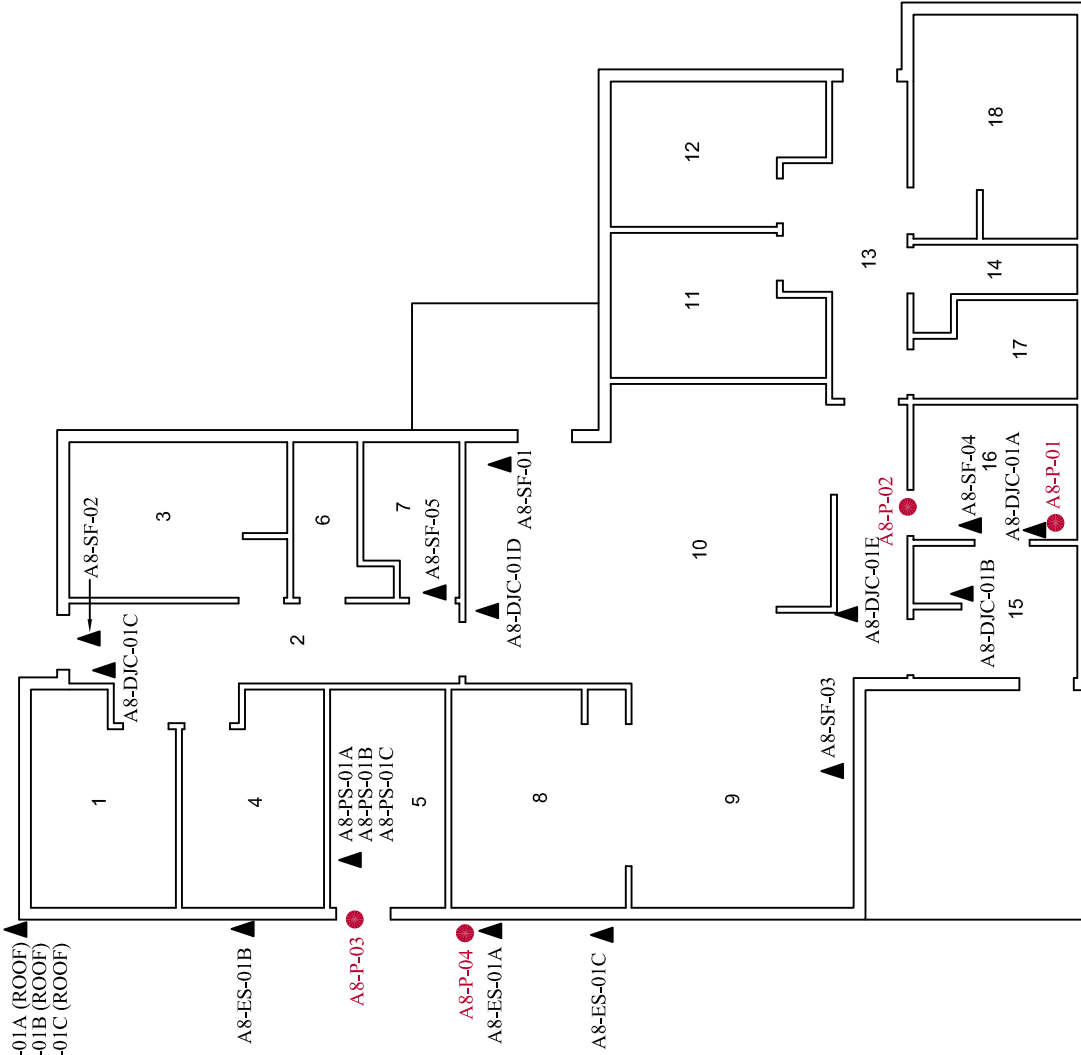 -01A (ROOF)
-01B (ROOF)
-01C (ROOF)
A8-ES-01B
A8-P-03
A8-P-04
A8-ES-01A
A8-ES-01C
1
4
A8-PS-01A
A8-PS-01B
A8-PS-01C
5
8
9
A8-SF-03
A8-DJC-01C
A8-SF-02
2
3
6
7
A8-SF-05
A8-DJC-01D
A8-SF-01
10
A8-DJC-01E
A8-P-02
A8-DJC-01B
15
A8-SF-04
16
A8-DJC-01A
A8-P-01
11
12
13
14
17
18